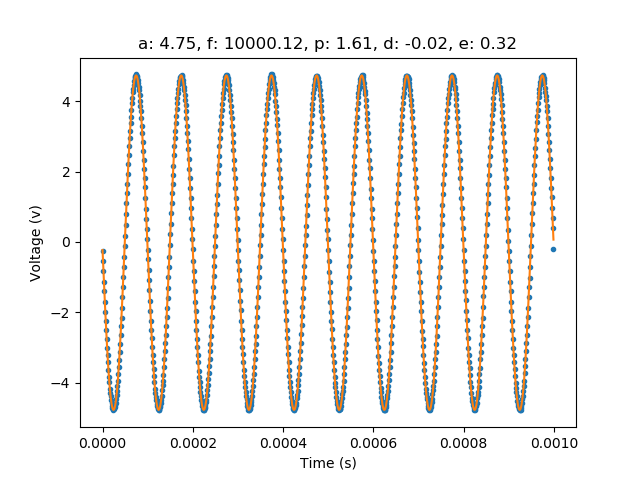 a: 4.75, f: 10000.12, p: 1.61, d: -0.02, e: 0.32
4
2
0
−2
−4
Voltage (v)
0.0000 0.0002 0.0004 0.0006 0.0008 0.0010
Time (s)